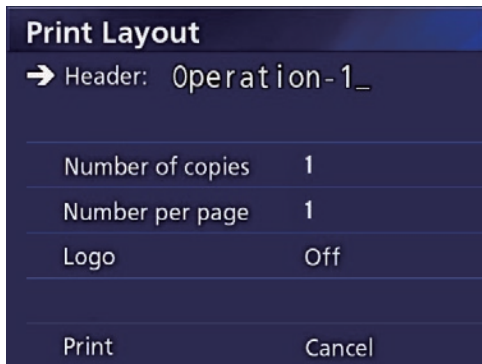 Print Layout
Header: Operation-1_
Number of copies 1
Number per page 1
Logo Off
Print Cancel